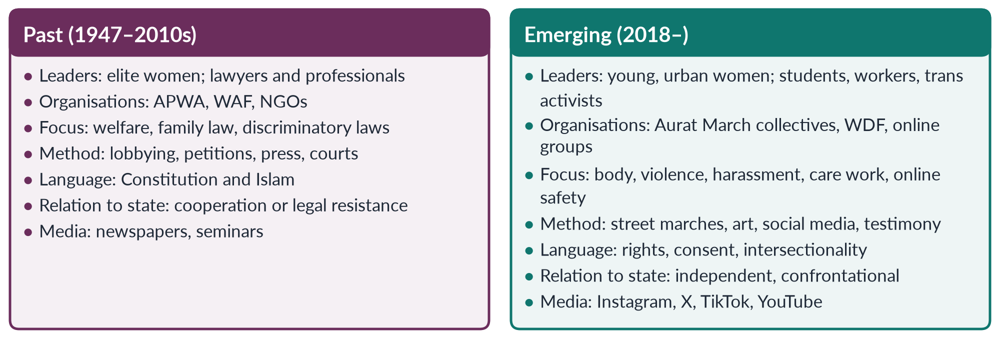 Past (1947–2010s)
• Leaders: elite women; lawyers and professionals
• Organisations: APWA, WAF, NGOs
• Focus: welfare, family law, discriminatory laws
• Method: lobbying, petitions, press, courts
• Language: Constitution and Islam
• Relation to state: cooperation or legal resistance
• Media: newspapers, seminars
Emerging (2018–)
• Leaders: young, urban women; students, workers, trans
activists
• Organisations: Aurat March collectives, WDF, online
groups
• Focus: body, violence, harassment, care work, online
safety
• Method: street marches, art, social media, testimony
• Language: rights, consent, intersectionality
• Relation to state: independent, confrontational
• Media: Instagram, X, TikTok, YouTube